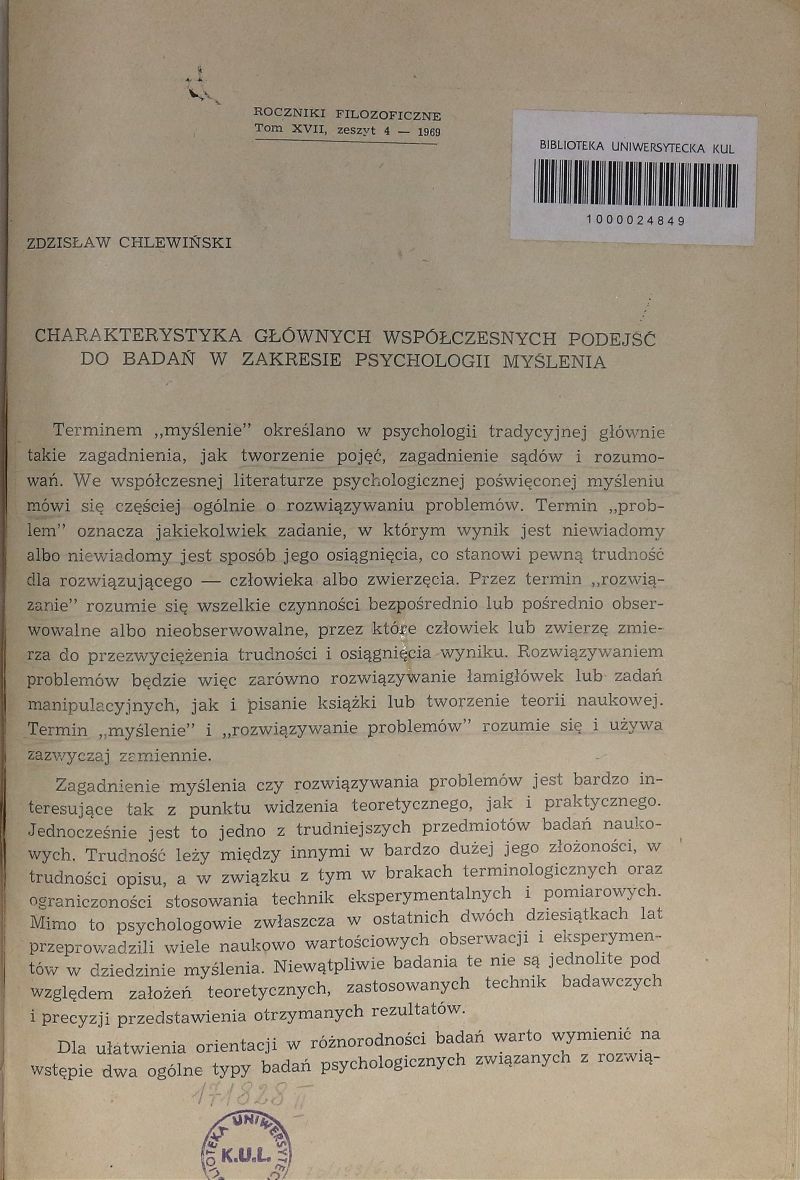 ROCZNIKI FILOZOFICZNE
Tom XVII, zeszyt 4 — 1969
BIBLIOTEKA UNIWERSYTECKA KUL
1000024849
ZDZISŁAW CHLEWIŃSKI
CHARAKTERYSTYKA GŁÓWNYCH WSPÓŁCZESNYCH PODEJŚĆ
DO BADAŃ W ZAKRESIE PSYCHOLOGII MYŚLENIA
Terminem „myślenie” określano w psychologii tradycyjnej głównie
takie zagadnienia, jak tworzenie pojęć, zagadnienie sądów i rozumo-
wań. We współczesnej literaturze psychologicznej poświęconej myśleniu
mówi się częściej ogólnie o rozwiązywaniu problemów. Termin „prob-
lem” oznacza jakiekolwiek zadanie, w którym wynik jest niewiadomy
albo niewiadomy jest sposób jego osiągnięcia, co stanowi pewną trudność
dla rozwiązującego — człowieka albo zwierzęcia. Przez termin „rozwią-
zanie” rozumie się wszelkie czynności bezpośrednio lub pośrednio obser-
wowalne albo nieobserwowalne, przez które człowiek lub zwierzę zmie-
rza do przezwyciężenia trudności i osiągnięcia wyniku. Rozwiązywaniem
problemów będzie więc zarówno rozwiązywanie łamigłówek lub zadań
manipulacyjnych, jak i pisanie książki lub tworzenie teorii naukowej.
Termin „myślenie” i „rozwiązywanie problemów” rozumie się i używa
zazwyczaj zamiennie.
Zagadnienie myślenia czy rozwiązywania problemów jest bardzo in-
teresujące tak z punktu widzenia teoretycznego, jak i praktycznego.
Jednocześnie jest to jedno z trudniejszych przedmiotów badań nauko-
wych. Trudność leży między innymi w bardzo dużej jego złożoności, w
trudności opisu, a w związku z tym w brakach terminologicznych oraz
ograniczoności stosowania technik eksperymentalnych i pomiarowych.
Mimo to psychologowie zwłaszcza w ostatnich dwóch dziesiątkach lat
przeprowadzili wiele naukowo wartościowych obserwacji i eksperymen-
tów w dziedzinie myślenia. Niewątpliwie badania te nie są jednolite pod
względem założeń teoretycznych, zastosowanych technik badawczych
i precyzji przedstawienia otrzymanych rezultatów.
Dla ułatwienia orientacji w różnorodności badań warto wymienić na
wstępie dwa ogólne typy badań psychologicznych związanych z rozwią-
171828 II
K.U.L.